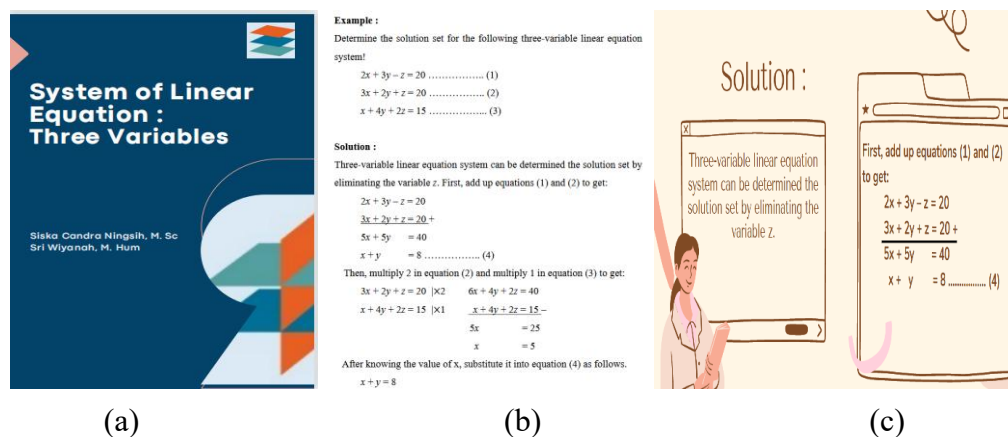 System of Linear
Equation :
Three Variables
Siska Candra Ningsih, M. Sc
Sri Wiyanah, M. Hum
(a)
Example :
Determine the solution set for the following three-variable linear equation
system!
2x + 3y – z = 20 ................. (1)
3x + 2y + z = 20 ................. (2)
x + 4y + 2z = 15 ................. (3)
Solution :
Three-variable linear equation system can be determined the solution set by
eliminating the variable z. First, add up equations (1) and (2) to get:
2x + 3y – z = 20
3x + 2y + z = 20 +
5x + 5y = 40
x + y = 8 ................. (4)
Then, multiply 2 in equation (2) and multiply 1 in equation (3) to get:
3x + 2y + z = 20 |×2 6x + 4y + 2z = 40
x + 4y + 2z = 15 |×1 x + 4y + 2z = 15 –
5x = 25
x = 5
After knowing the value of x, substitute it into equation (4) as follows.
x + y = 8
(b)
Solution :
Three-variable linear equation
system can be determined the
solution set by eliminating the
variable z.
First, add up equations (1) and (2)
to get:
2x + 3y – z = 20
3x + 2y + z = 20 +
5x + 5y = 40
x + y = 8 ............... (4)
(c)